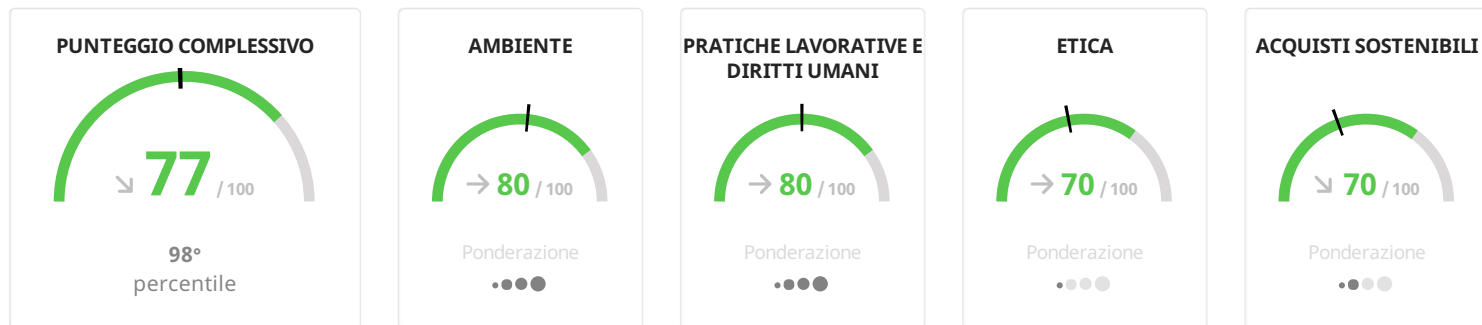 PUNTEGGIO COMPLESSIVO
77 / 100
98°
percentile
AMBIENTE
80 / 100
Ponderazione
PRATICHE LAVORATIVE E
DIRITTI UMANI
80 / 100
Ponderazione
ETICA
70 / 100
Ponderazione
ACQUISTI SOSTENIBILI
70 / 100
Ponderazione